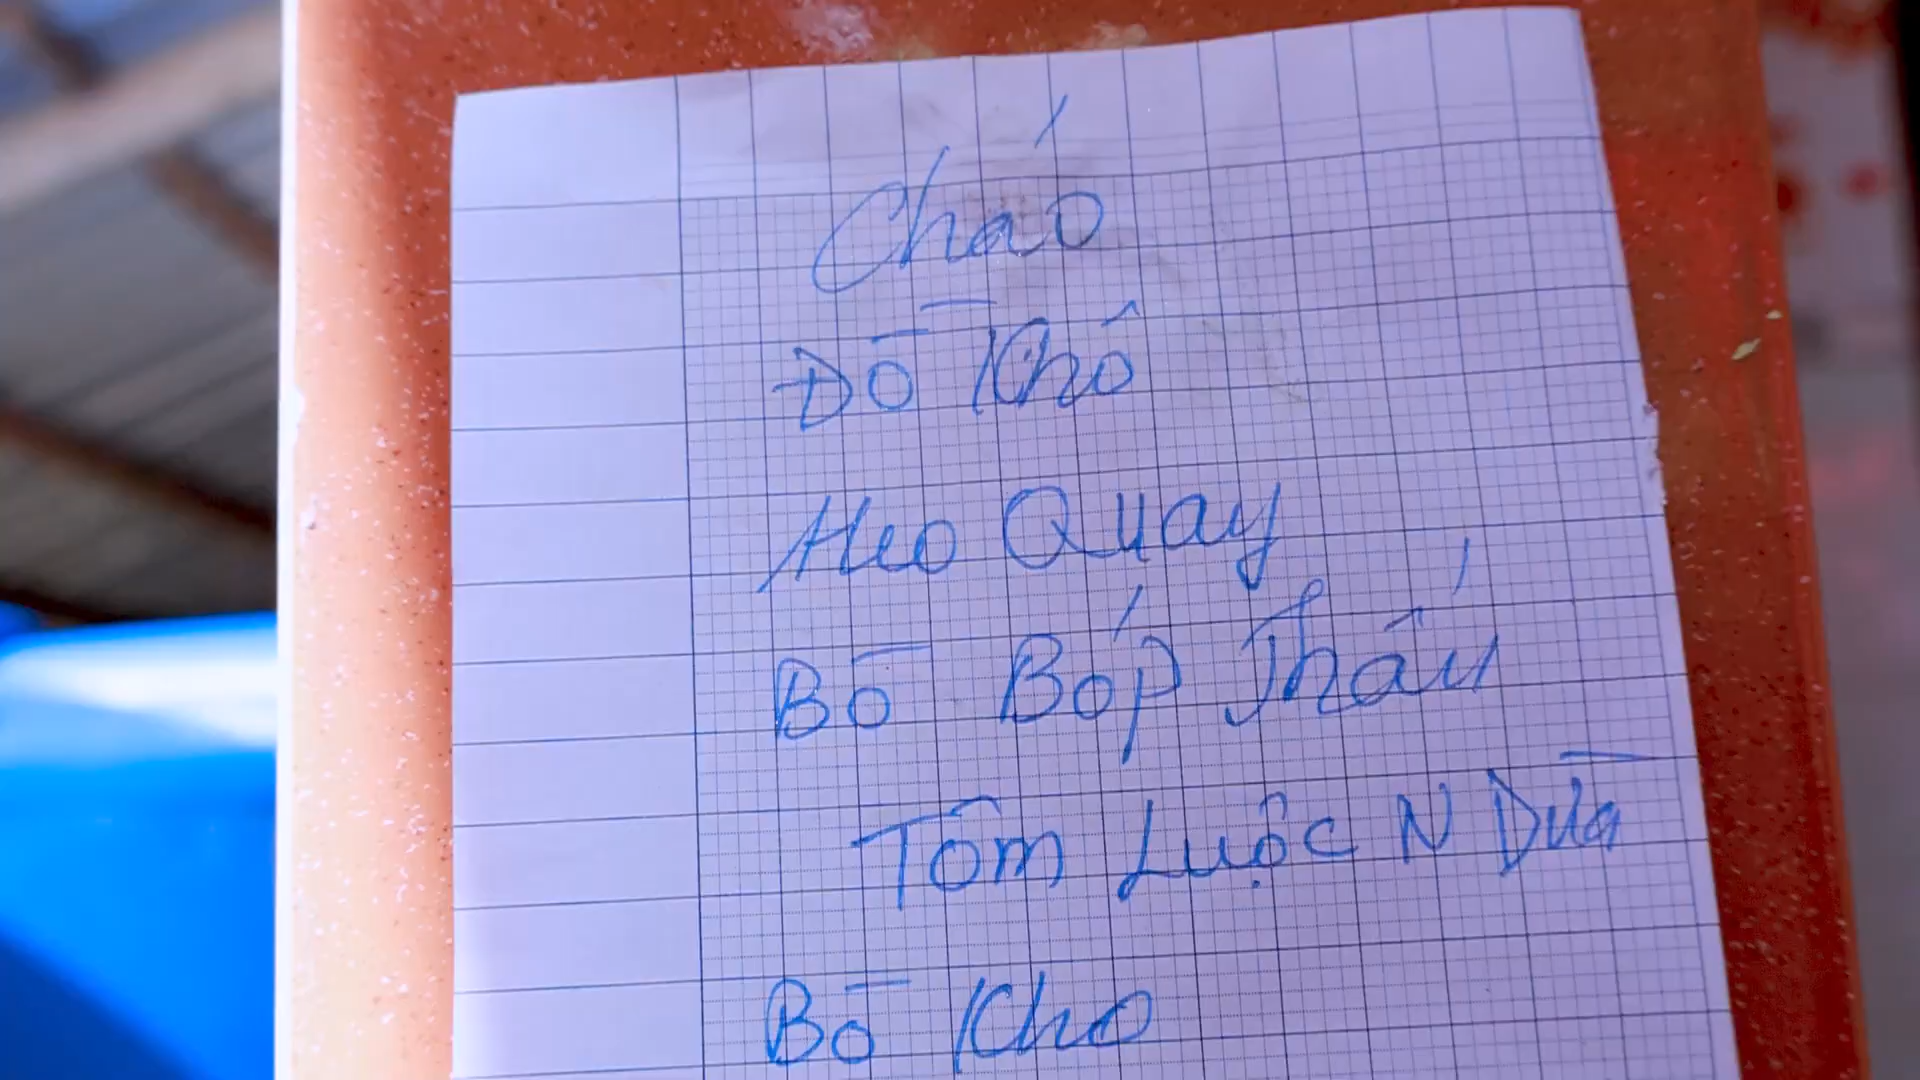 Cháo
Đồ Khô
Heo Quay
Bò Bóp Thấu
Tôm Luộc N Dừa
Bò Kho